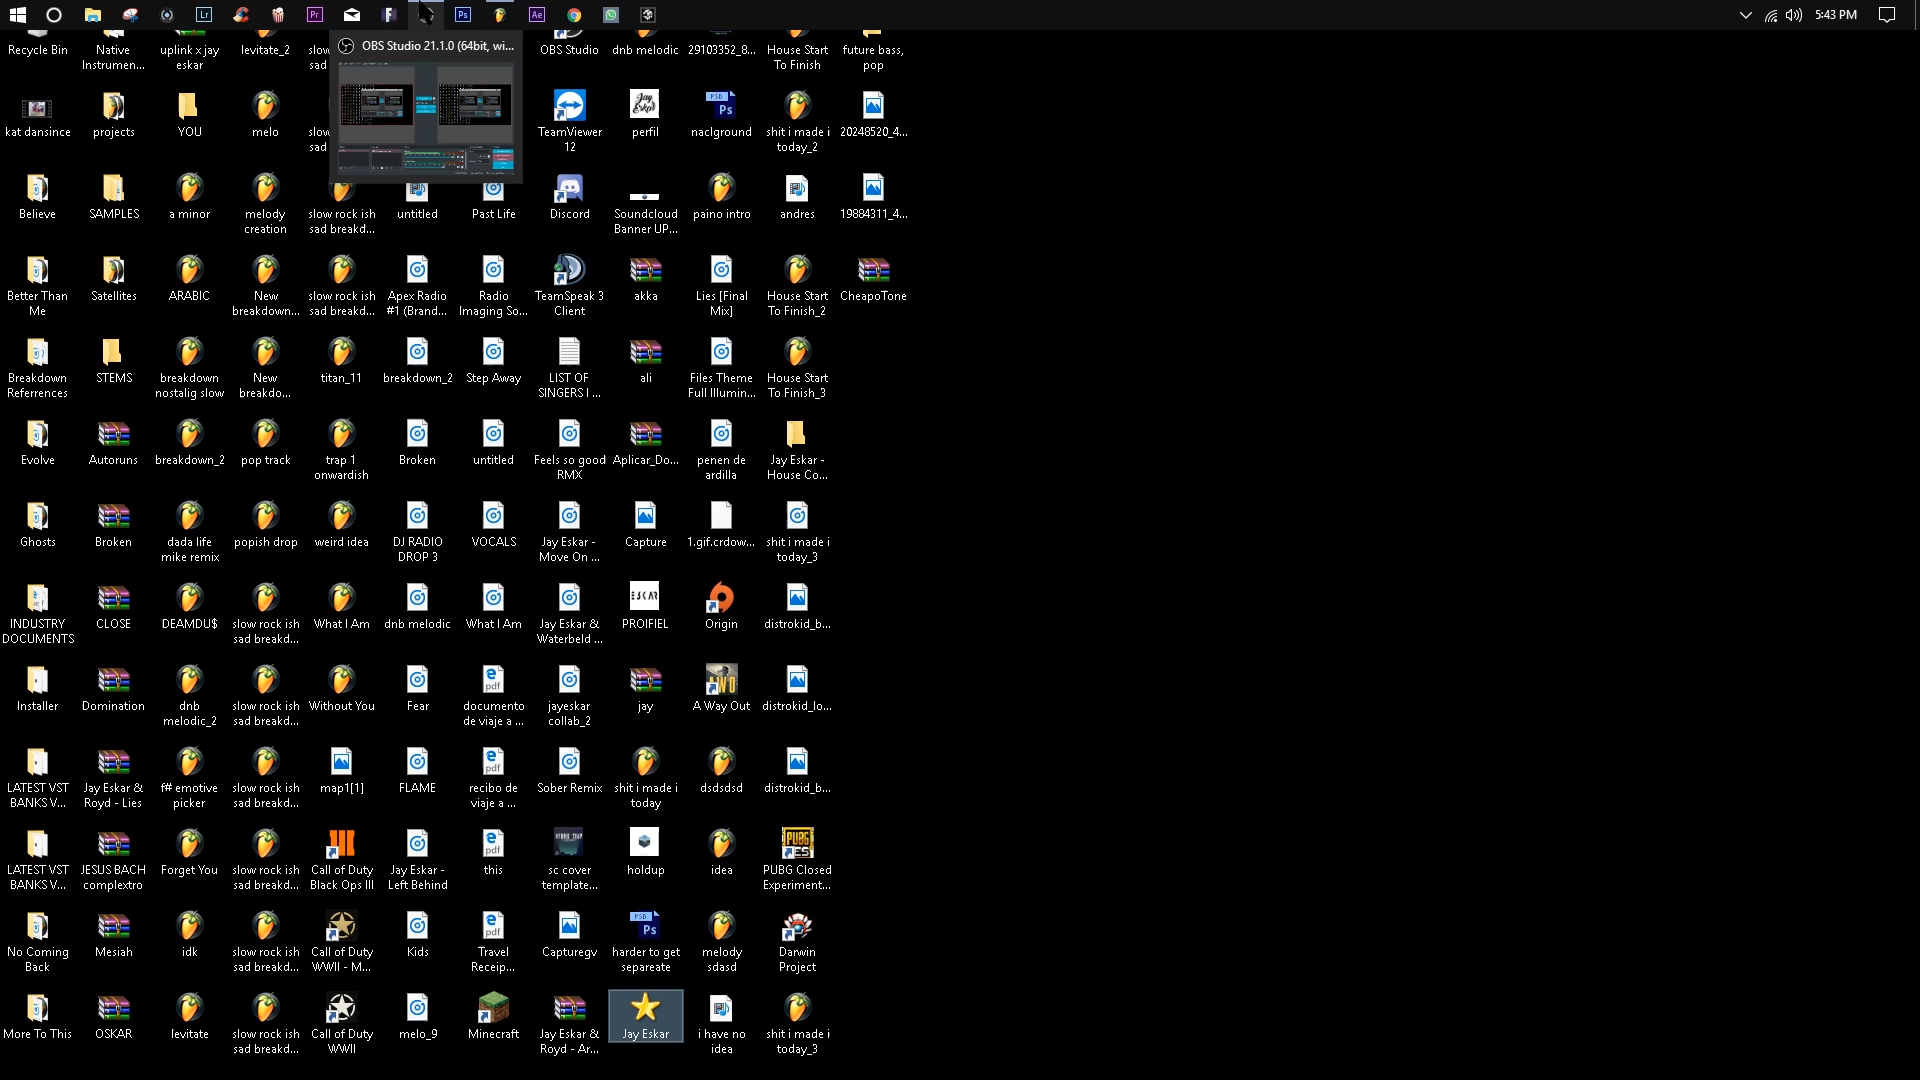 5:43 PM
OBS Studio 21.1.0 (64bit, wi...
Recycle Bin
Native
Instrumen...
uplink x jay
eskar
levitate_2
OBS Studio
dnb melodic
29103352_8...
House Start
To Finish
future bass,
pop
kat dansince
projects
YOU
melo
TeamViewer
12
perfil
naclground
shit i made i
today_2
20248520_4...
Believe
SAMPLES
a minor
melody
creation
slow rock ish
sad breakd...
untitled
Past Life
Discord
Soundcloud
Banner UP...
paino intro
andres
19884311_4...
Better Than
Me
Satellites
ARABIC
New
breakdown...
slow rock ish
sad breakd...
Apex Radio
#1 (Brand...
Radio
Imaging So...
TeamSpeak 3
Client
akka
Lies [Final
Mix]
House Start
To Finish_2
CheapoTone
Breakdown
Referrences
STEMS
breakdown
nostalig slow
New
breakdo...
titan_11
breakdown_2
Step Away
LIST OF
SINGERS I ...
ali
Files Theme
Full Illumin...
House Start
To Finish_3
Evolve
Autoruns
breakdown_2
pop track
trap 1
onwardish
Broken
untitled
Feels so good
RMX
Aplicar_Do...
penen de
ardilla
Jay Eskar -
House Co...
Ghosts
Broken
dada life
mike remix
popish drop
weird idea
DJ RADIO
DROP 3
VOCALS
Jay Eskar -
Move On ...
Capture
1.gif.crdow...
shit i made i
today_3
INDUSTRY
DOCUMENTS
CLOSE
DEAMDU$
slow rock ish
sad breakd...
What I Am
dnb melodic
What I Am
Jay Eskar &
Waterbeld ...
PROIFIEL
Origin
distrokid_b...
Installer
Domination
dnb
melodic_2
slow rock ish
sad breakd...
Without You
Fear
documento
de viaje a ...
jayeskar
collab_2
jay
A Way Out
distrokid_lo...
LATEST VST
BANKS V...
Jay Eskar &
Royd - Lies
f# emotive
picker
slow rock ish
sad breakd...
map1[1]
FLAME
recibo de
viaje a ...
Sober Remix
shit i made i
today
dsdsdsd
distrokid_b...
LATEST VST
BANKS V...
JESUS BACH
complextro
Forget You
slow rock ish
sad breakd...
Call of Duty
Black Ops III
Jay Eskar -
Left Behind
this
sc cover
template...
holdup
idea
PUBG Closed
Experiment...
No Coming
Back
Mesiah
idk
slow rock ish
sad breakd...
Call of Duty
WWII - M...
Kids
Travel
Receip...
Capturegv
harder to get
separeate
melody
sdasd
Darwin
Project
More To This
OSKAR
levitate
slow rock ish
sad breakd...
Call of Duty
WWII
melo_9
Minecraft
Jay Eskar &
Royd - Ar...
Jay Eskar
i have no
idea
shit i made i
today_3